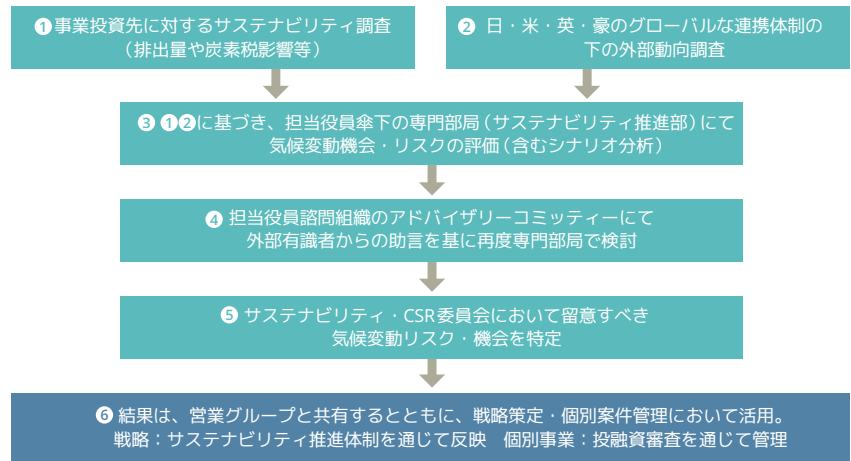 ❶事業投資先に対するサステナビリティ調査
(排出量や炭素税影響等)
❷ 日・米・英・豪のグローバルな連携体制の
下の外部動向調査
❸ ❶❷に基づき、担当役員傘下の専門部局(サステナビリティ推進部)にて
気候変動機会・リスクの評価(含むシナリオ分析)
❹ 担当役員諮問組織のアドバイザリーコミッティーにて
外部有識者からの助言を基に再度専門部局で検討
❺ サステナビリティ・CSR委員会において留意すべき
気候変動リスク・機会を特定
❻ 結果は、営業グループと共有するとともに、戦略策定・個別案件管理において活用。
戦略:サステナビリティ推進体制を通じて反映 個別事業:投融資審査を通じて管理